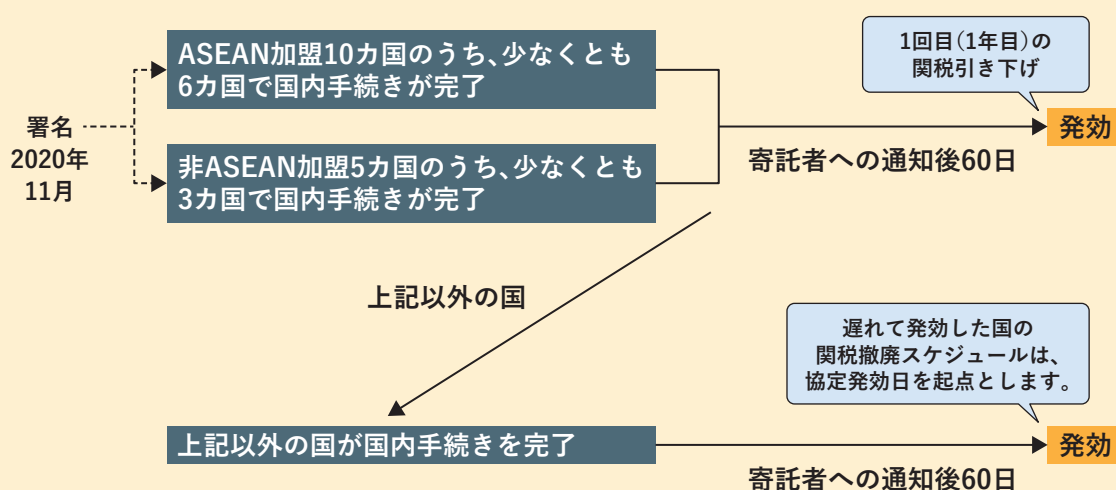 ASEAN加盟10カ国のうち、少なくとも
6カ国で国内手続きが完了
1回目（1年目）の
関税引き下げ
署名
2020年
11月
発効
寄託者への通知後60日
非ASEAN加盟5カ国のうち、少なくとも
3カ国で国内手続きが完了
上記以外の国
遅れて発効した国の
関税撤廃スケジュールは、
協定発効日を起点とします。
上記以外の国が国内手続きを完了
発効
寄託者への通知後60日